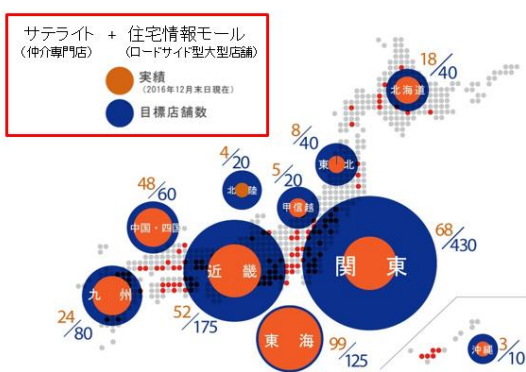 サテライト + 住宅情報モール
(仲介専門店) (ロードサイド型大型店舗)
実績
(2016年12月末日現在)
目標店舗数
18/40
北海道
8/40
東北
4/20
北陸
5/20
甲信越
48/60
中国・四国
68/430
関東
近畿
52/175
九州
24/80
東海
99/125
沖縄
3/10